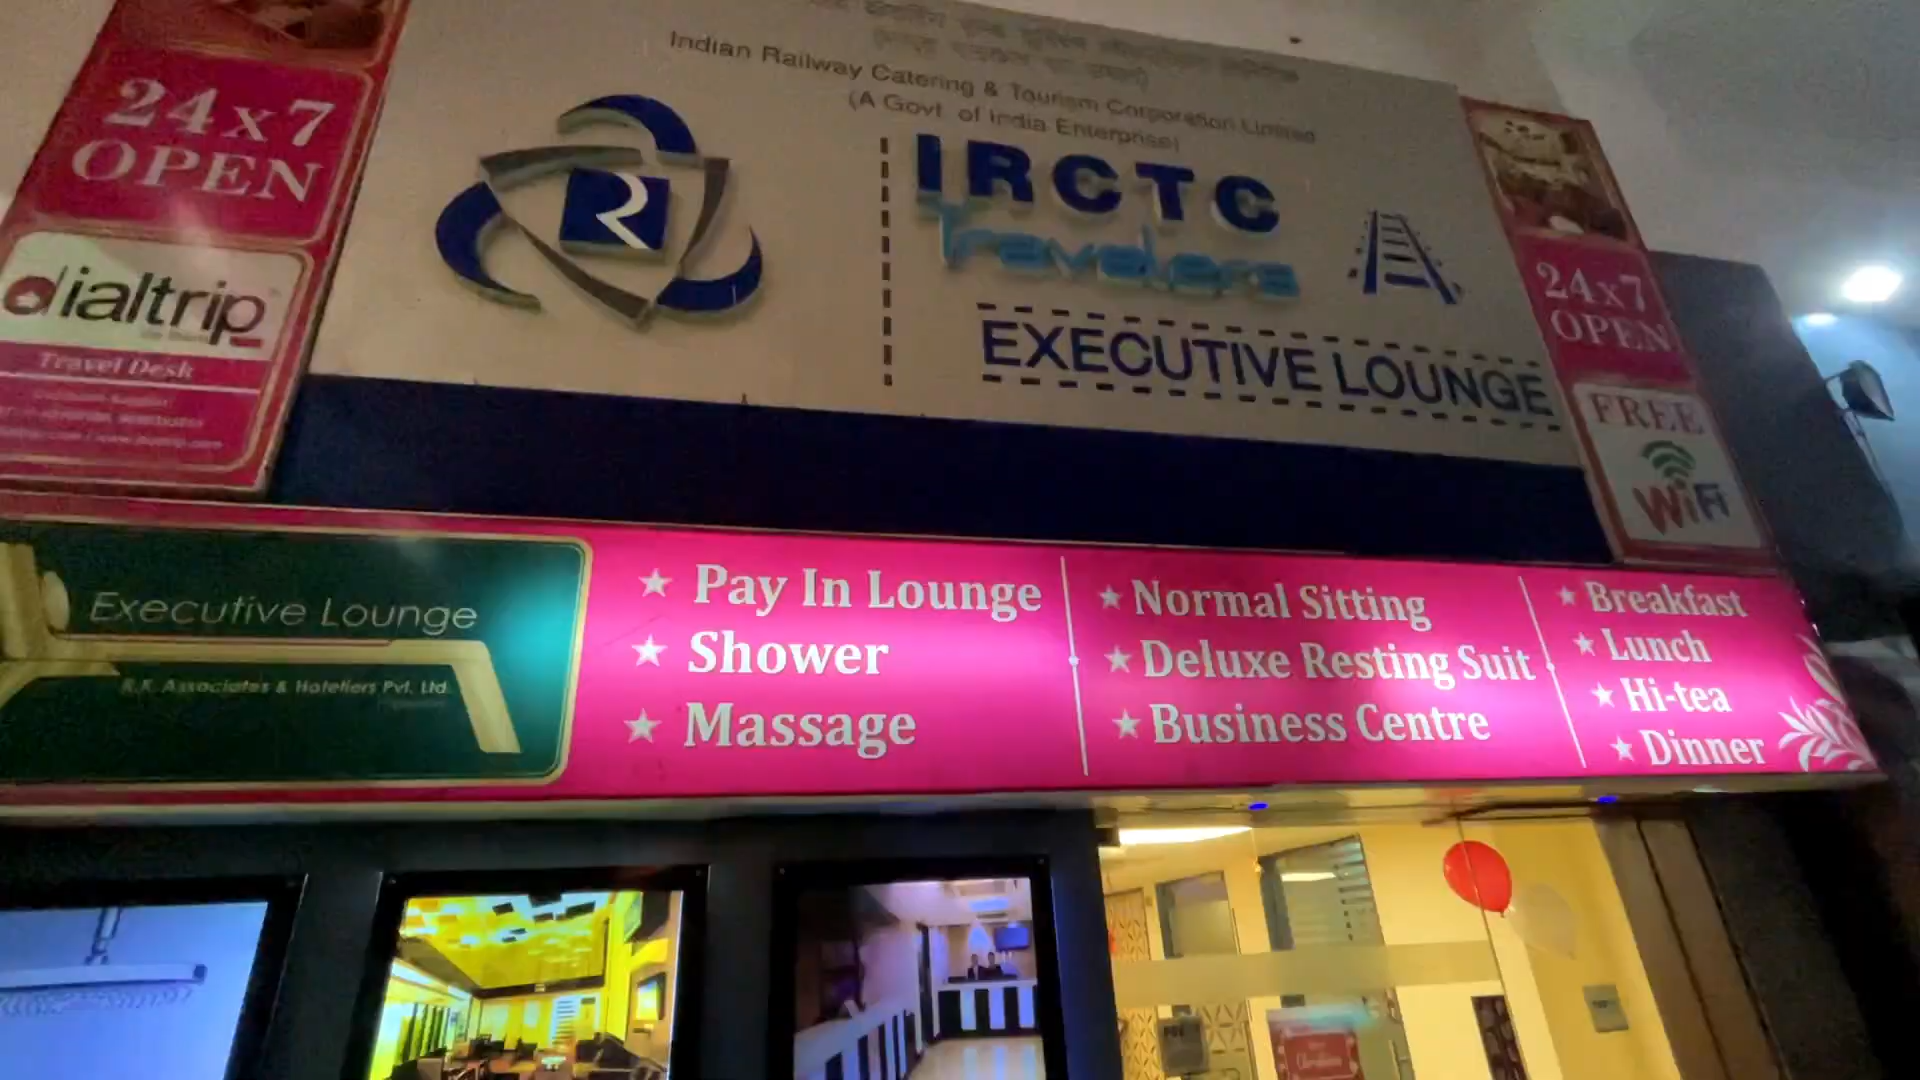 Indian Railway Catering & Tourism Corporation Limited
(A Govt. of India Enterprise)
IRCTC
Travelers
EXECUTIVE LOUNGE
R
24x7
OPEN
dialtrip
Travel Desk
24x7
OPEN
FREE
WiFi
Executive Lounge
R.K. Associates & Hoteliers Pvt. Ltd.
★ Pay In Lounge
★ Shower
★ Massage
★ Normal Sitting
★ Deluxe Resting Suit
★ Business Centre
★ Breakfast
★ Lunch
★ Hi-tea
★ Dinner